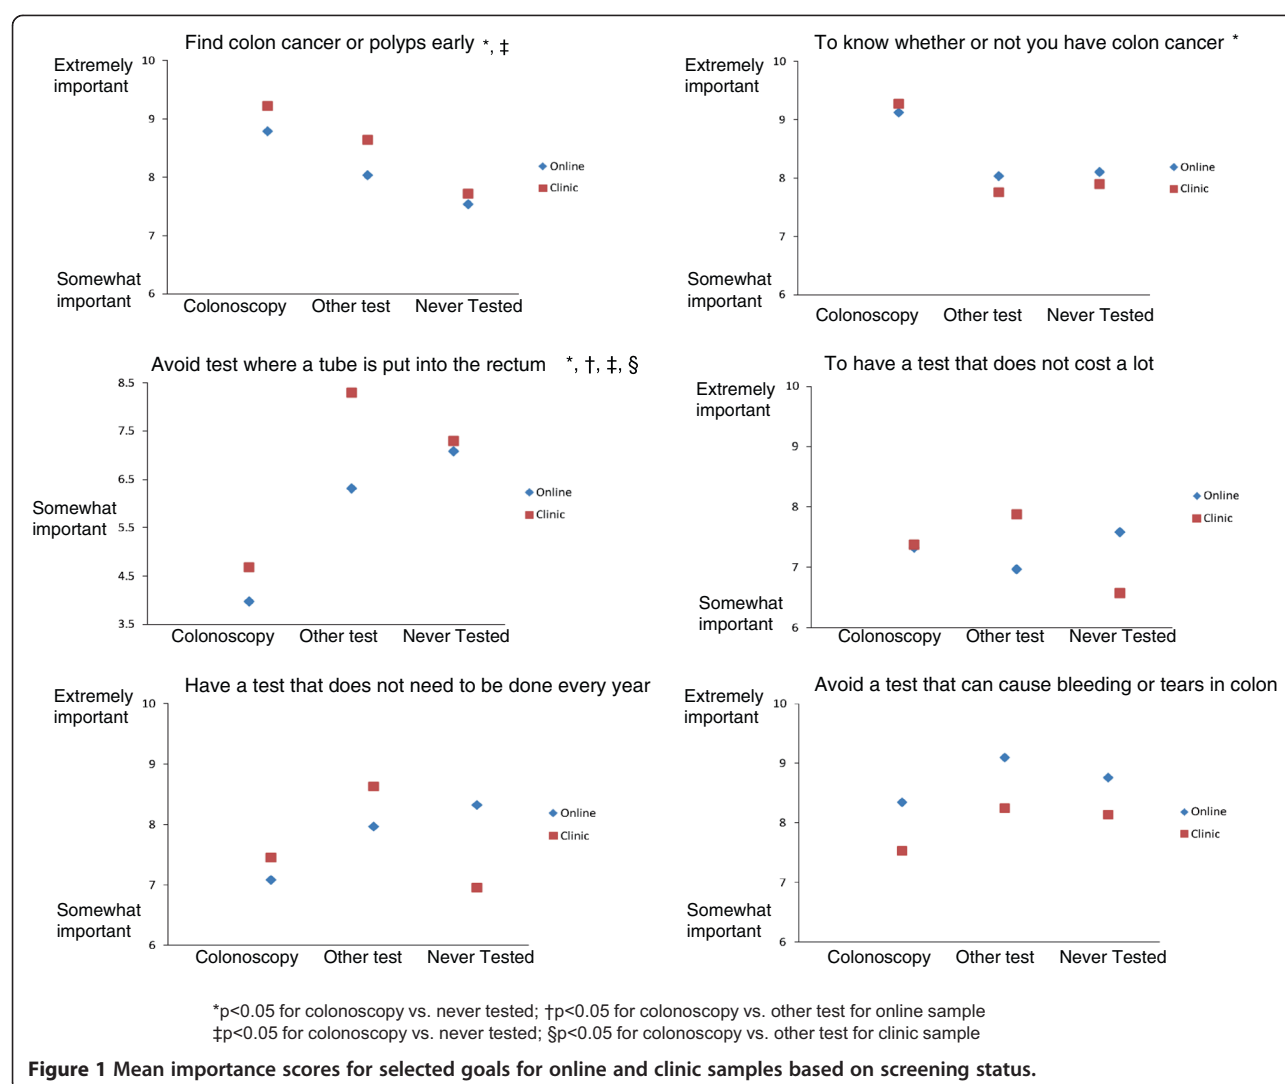 Find colon cancer or polyps early *, ‡
Extremely
important
10
9
8
7
6
Somewhat
important
Colonoscopy Other test Never Tested
Online
Clinic
To know whether or not you have colon cancer *
Extremely
important
10
9
8
7
6
Somewhat
important
Colonoscopy Other test Never Tested
Online
Clinic
Avoid test where a tube is put into the rectum *, †, ‡, §
8.5
7.5
6.5
5.5
4.5
3.5
Somewhat
important
Colonoscopy Other test Never Tested
Online
Clinic
To have a test that does not cost a lot
Extremely
important
10
9
8
7
6
Somewhat
important
Colonoscopy Other test Never Tested
Online
Clinic
Have a test that does not need to be done every year
Extremely
important
10
9
8
7
6
Somewhat
important
Colonoscopy Other test Never Tested
Online
Clinic
Avoid a test that can cause bleeding or tears in colon
Extremely
important
10
9
8
7
6
Somewhat
important
Colonoscopy Other test Never Tested
Online
Clinic
*p<0.05 for colonoscopy vs. never tested; †p<0.05 for colonoscopy vs. other test for online sample
‡p<0.05 for colonoscopy vs. never tested; §p<0.05 for colonoscopy vs. other test for clinic sample
Figure 1 Mean importance scores for selected goals for online and clinic samples based on screening status.